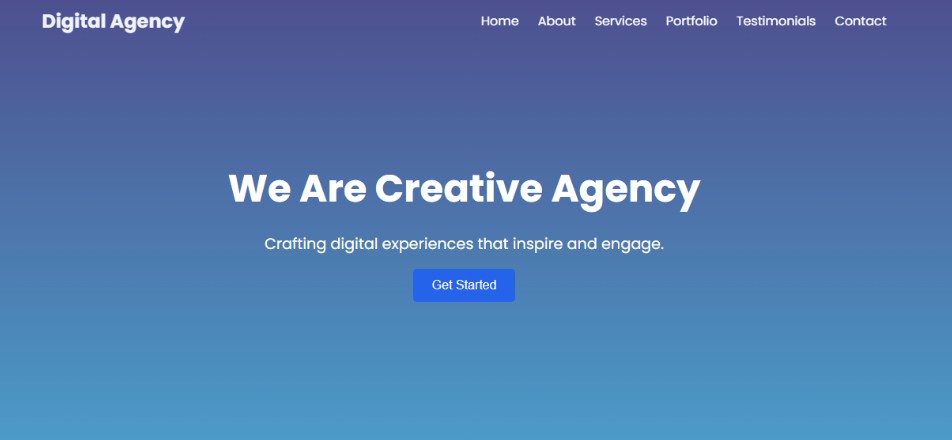 Digital Agency
Home About Services Portfolio Testimonials Contact
We Are Creative Agency
Crafting digital experiences that inspire and engage.
Get Started